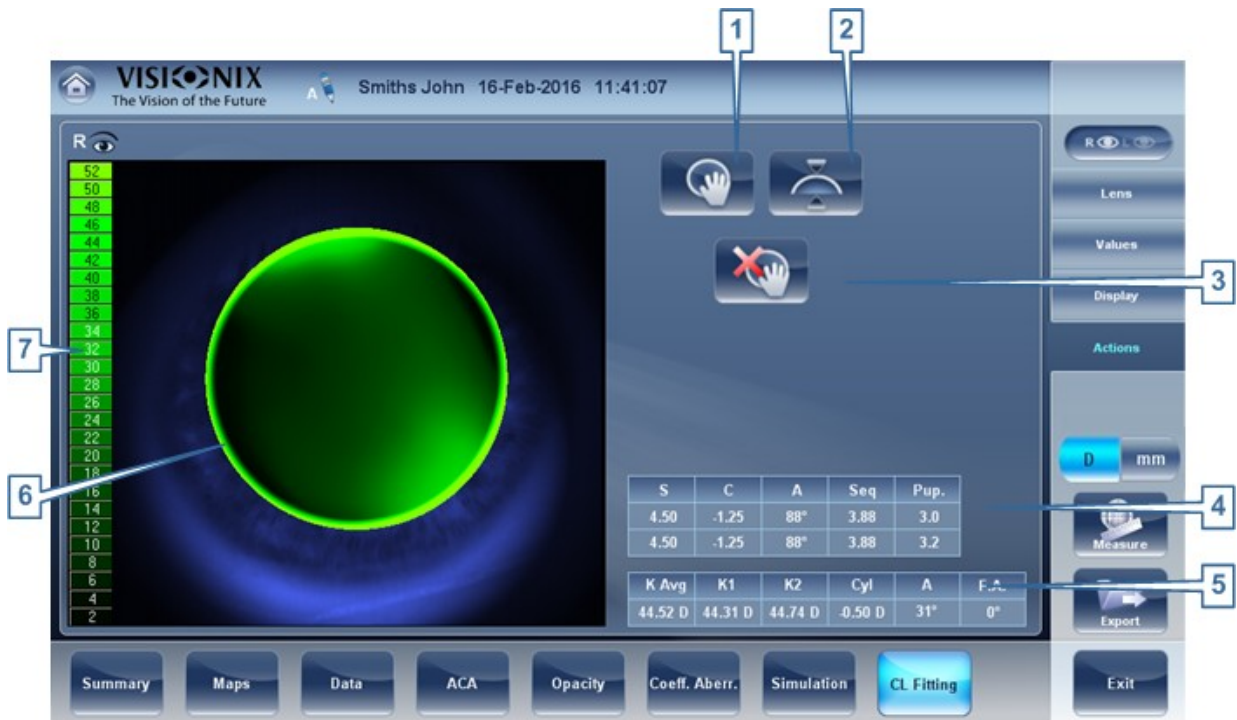 1
2
VISIONIX
The Vision of the Future
A
Smiths John 16-Feb-2016 11:41:07
R
R L
Lens
Values
3
Display
Actions
52
50
48
46
44
42
40
38
36
34
7
32
30
28
26
24
22
20
18
6
16
14
12
10
8
6
4
2
D mm
S C A Seq Pup.
4.50 -1.25 88° 3.88 3.0
4.50 -1.25 88° 3.88 3.2
4
Measure
K Avg K1 K2 Cyl A F.A.
44.52 D 44.31 D 44.74 D -0.50 D 31° 0°
5
Export
Summary Maps Data ACA Opacity Coeff. Aberr. Simulation CL Fitting Exit